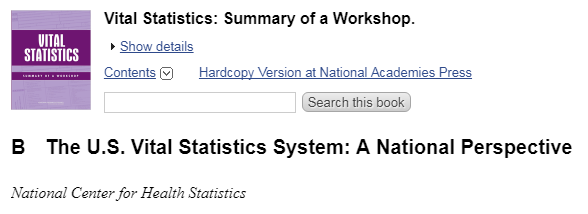 VITAL
STATISTICS
SUMMARY OF A WORKSHOP
Vital Statistics: Summary of a Workshop.
Show details
Contents
Hardcopy Version at National Academies Press
Search this book
B The U.S. Vital Statistics System: A National Perspective
National Center for Health Statistics